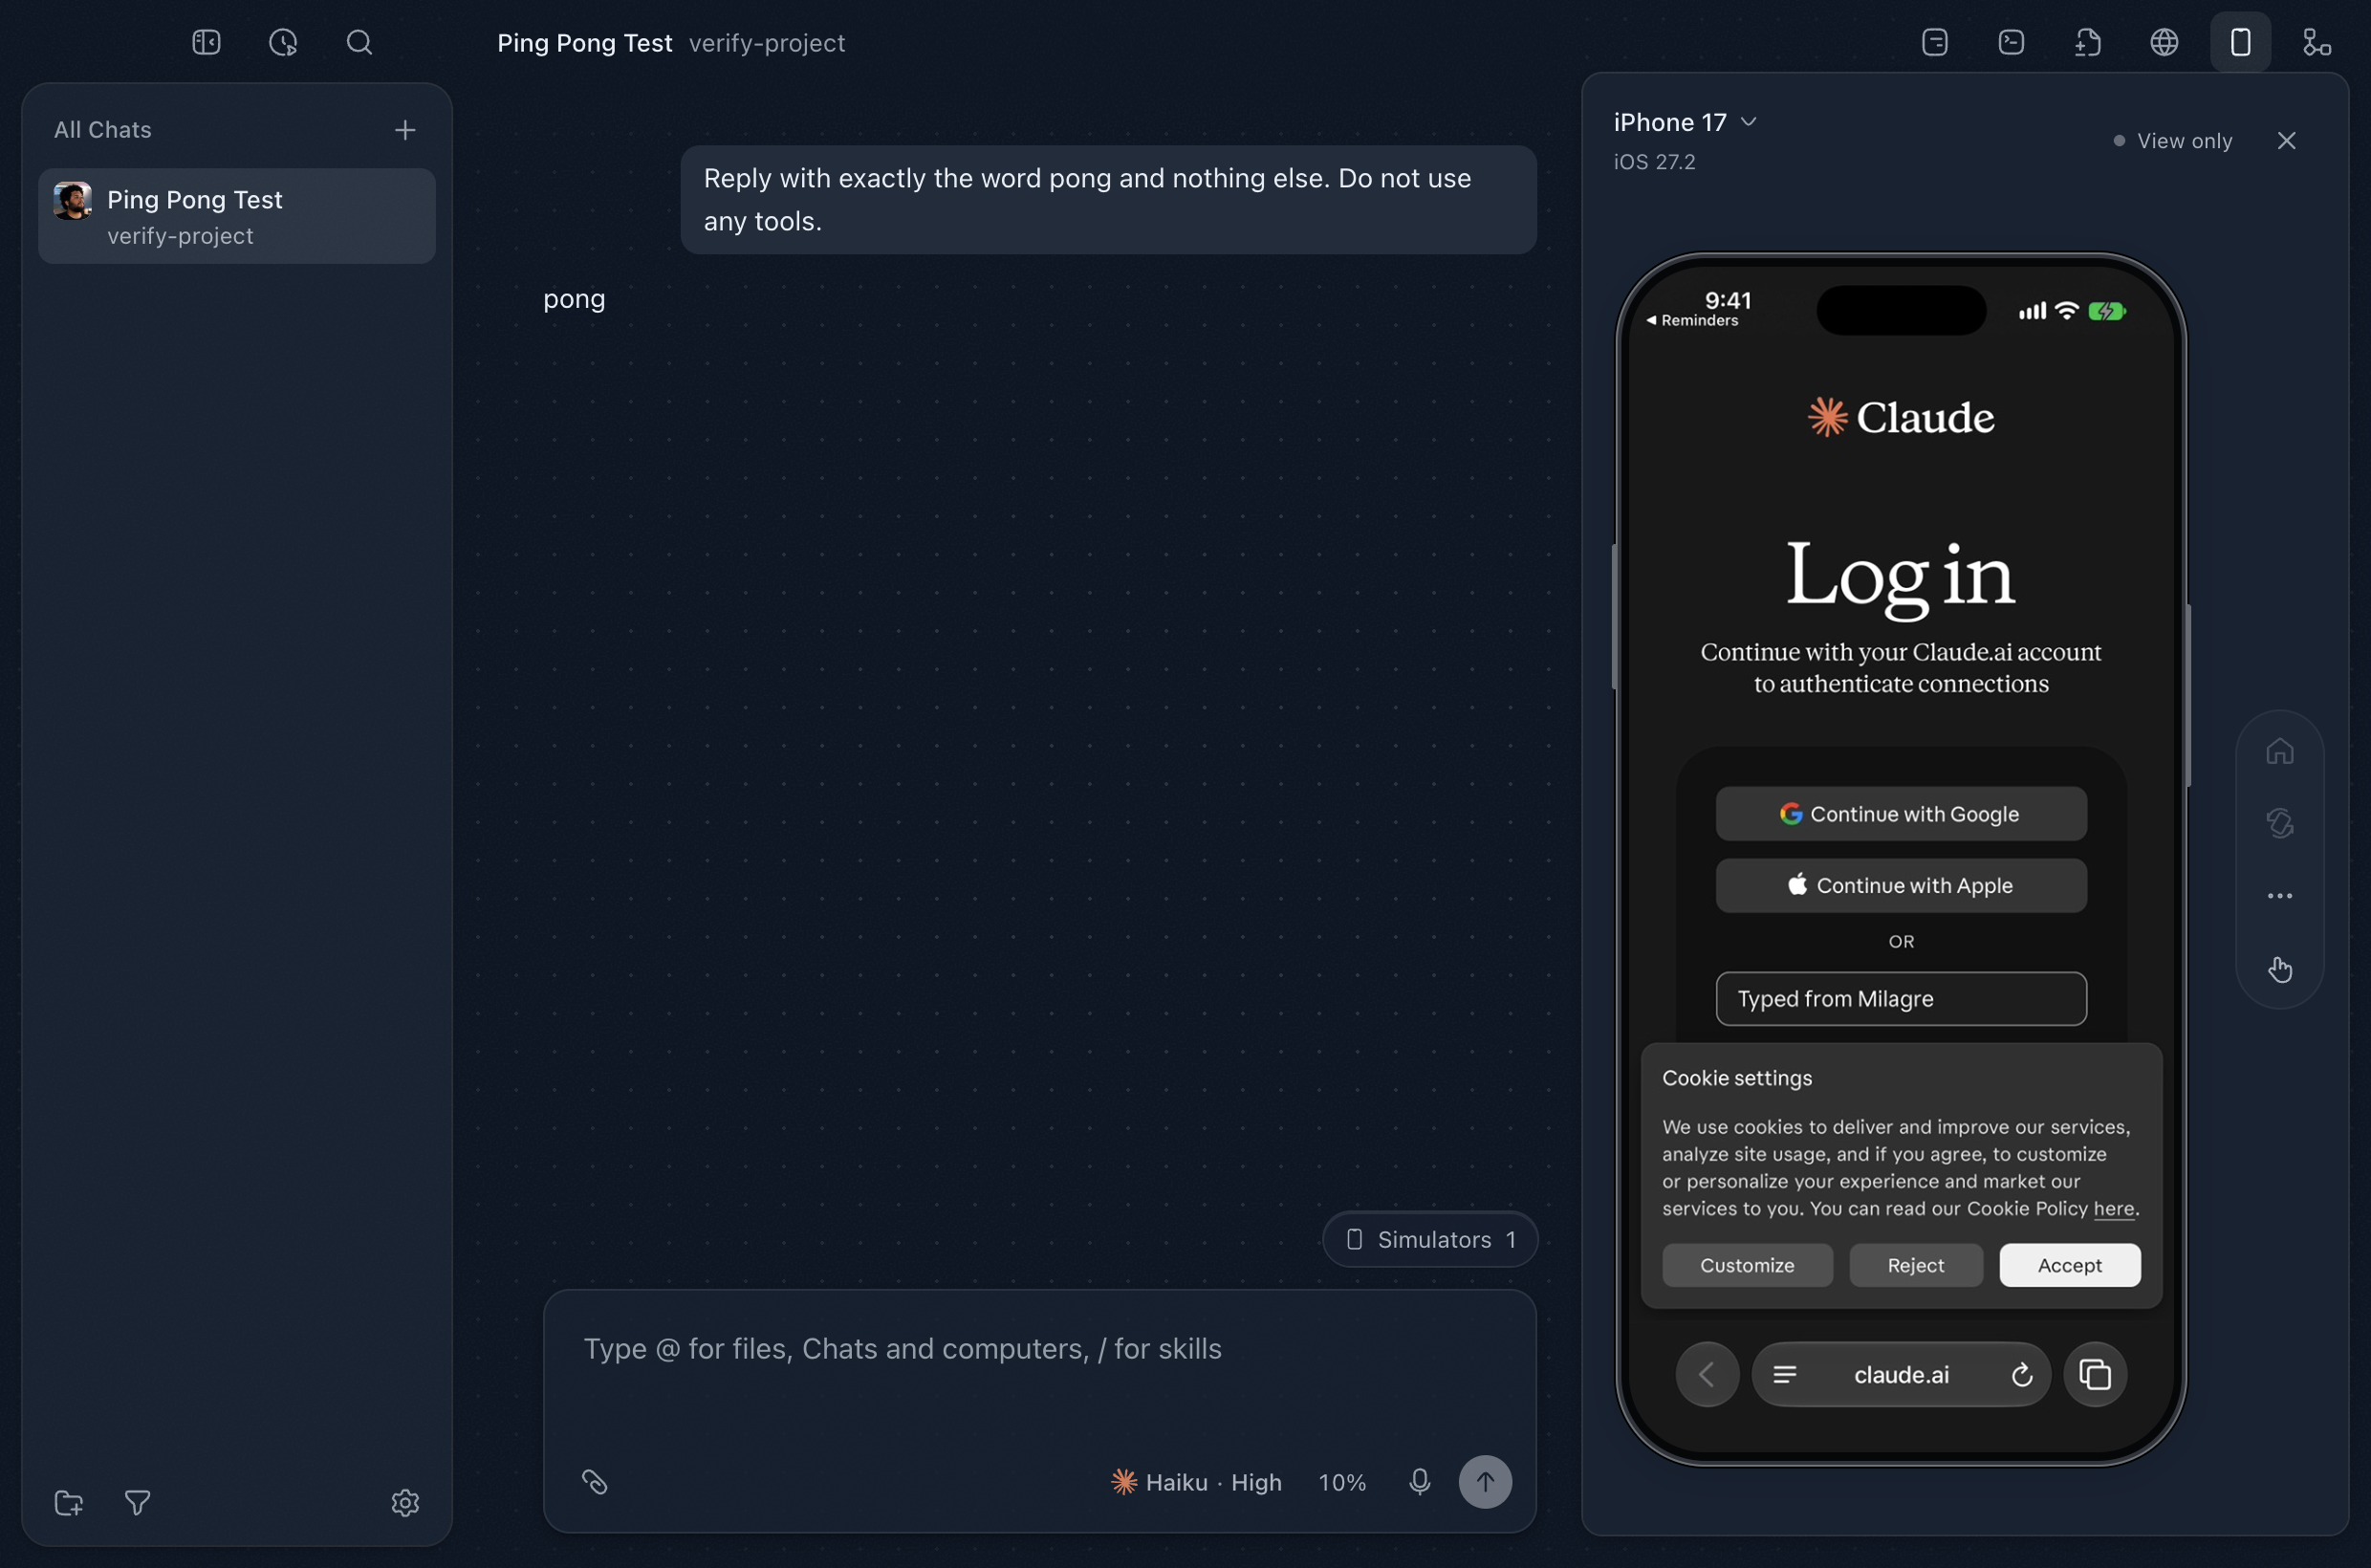 Ping Pong Test verify-project
All Chats
Ping Pong Test
verify-project
Reply with exactly the word pong and nothing else. Do not use
any tools.
pong
Simulators 1
Type @ for files, Chats and computers, / for skills
Haiku · High 10%
iPhone 17
iOS 27.2
View only
9:41
◀ Reminders
Claude
Log in
Continue with your Claude.ai account
to authenticate connections
Continue with Google
Continue with Apple
OR
Typed from Milagre
Cookie settings
We use cookies to deliver and improve our services,
analyze site usage, and if you agree, to customize
or personalize your experience and market our
services to you. You can read our Cookie Policy here.
Customize Reject Accept
claude.ai